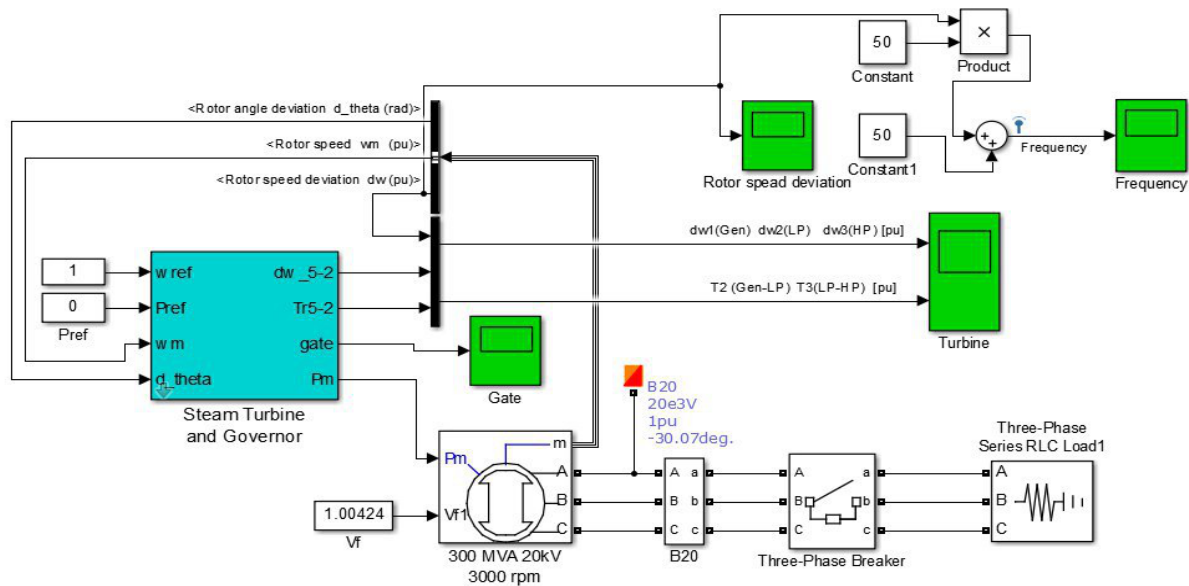 50
Constant
×
Product
<Rotor angle deviation d_theta (rad)>
<Rotor speed wm (pu)>
<Rotor speed deviation dw (pu)>
50
Constant1
Rotor spead deviation
+
+
Frequency
Frequency
dw1(Gen) dw2(LP) dw3(HP) [pu]
T2 (Gen-LP) T3(LP-HP) [pu]
Turbine
1
0
Pref
w ref
Pref
w m
d_theta
dw _5-2
Tr5-2
gate
Pm
Steam Turbine
and Governor
Gate
B20
20e3V
1pu
-30.07deg.
Three-Phase
Series RLC Load1
1.00424
Vf
Pm
Vf1
m
A
B
C
300 MVA 20kV
3000 rpm
A a
B b
C c
B20
A a
B b
C c
Three-Phase Breaker
A
B
C